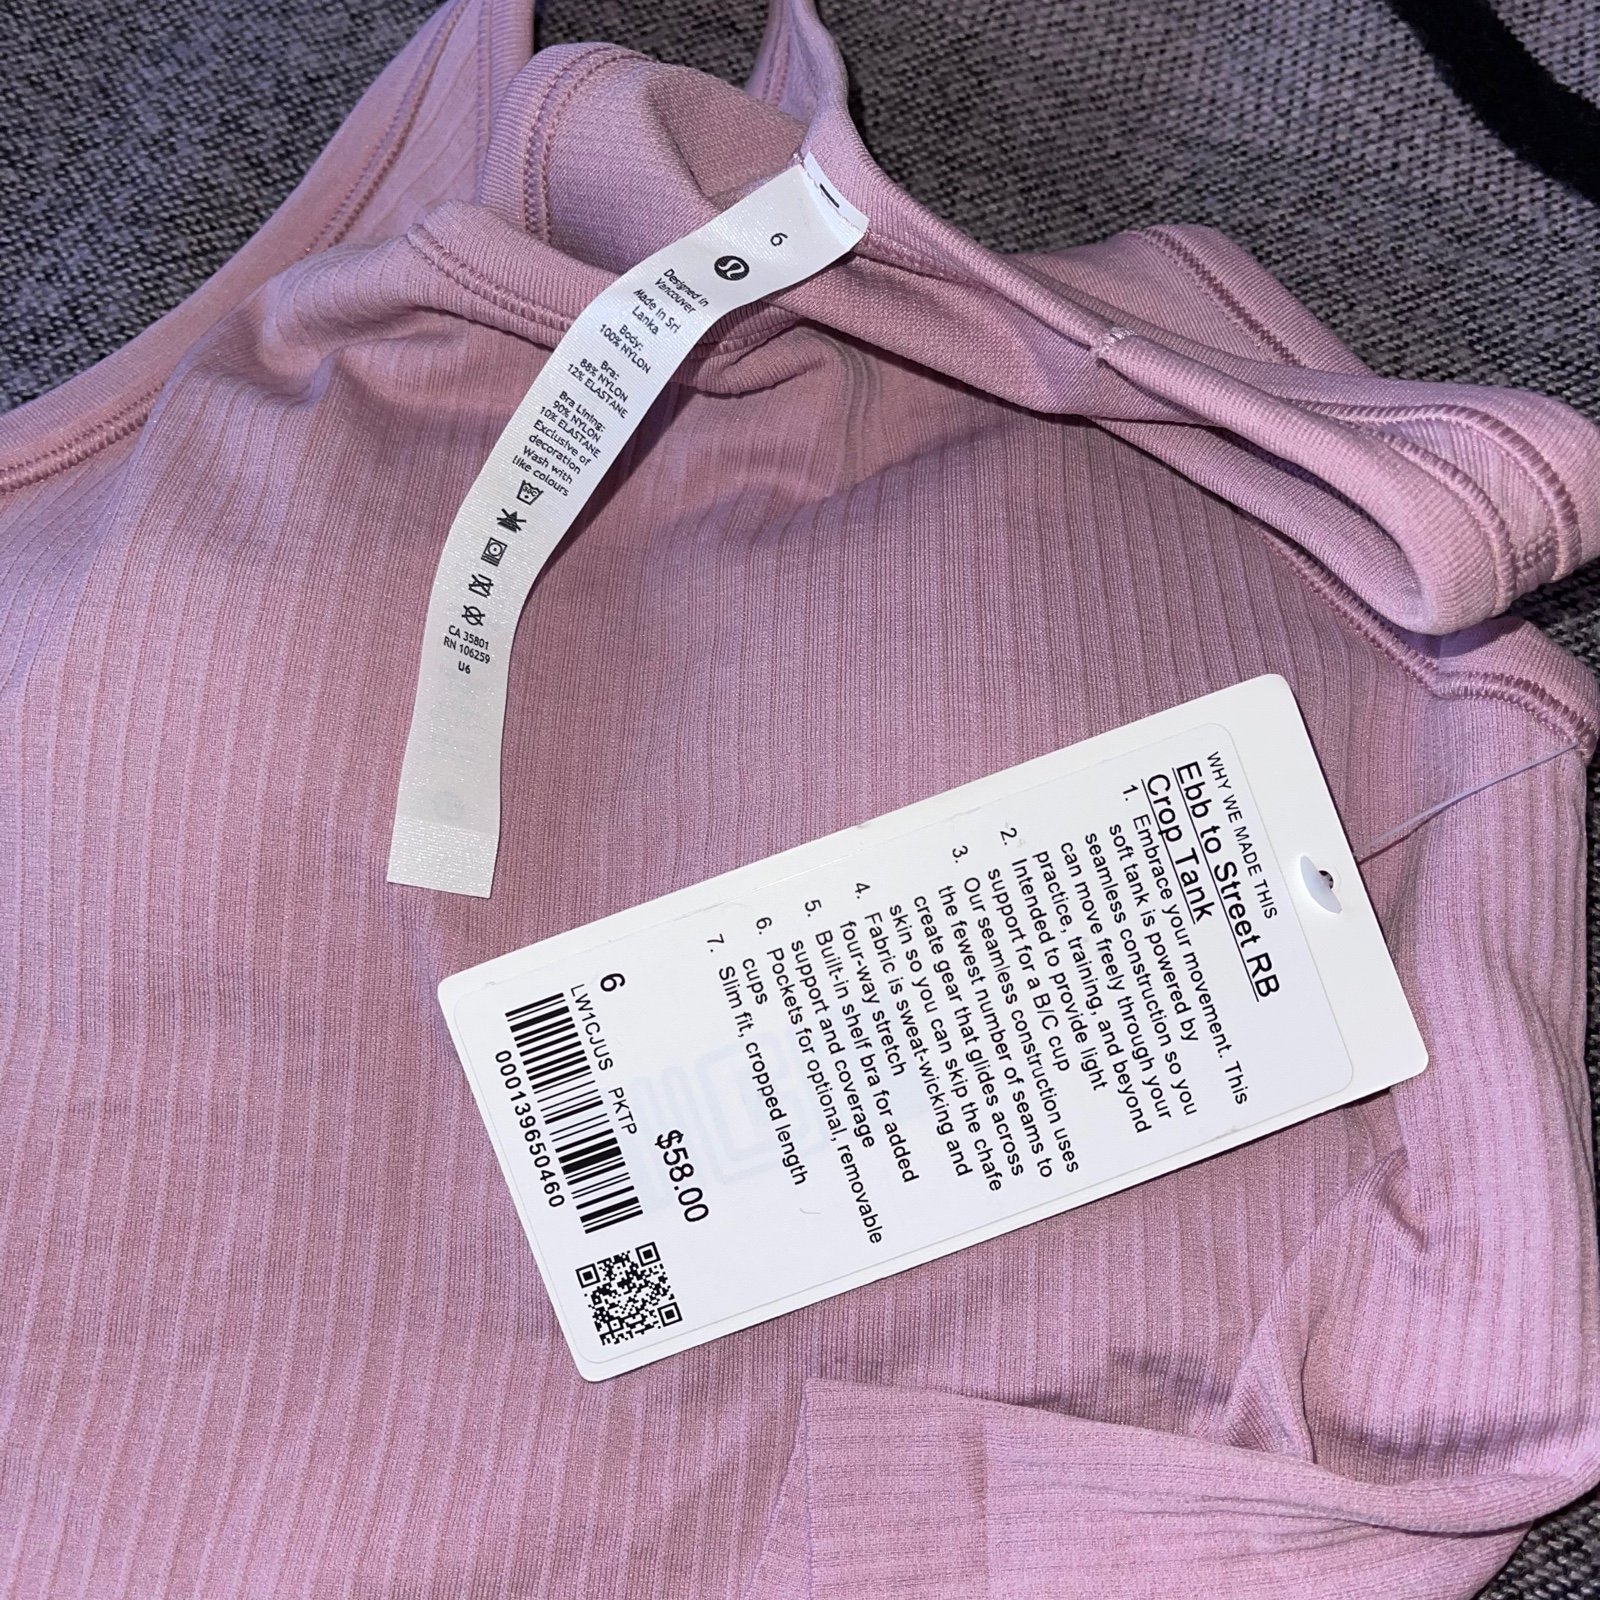 6
Designed in
Vancouver
Made in Sri
Lanka
Body:
100% NYLON
Bra:
88% NYLON
12% ELASTANE
Bra Lining:
90% NYLON
10% ELASTANE
Exclusive of
decoration
Wash with
like colours
CA 35801
RN 106259
U6
WHY WE MADE THIS
Ebb to Street RB
Crop Tank
1. Embrace your movement. This
soft tank is powered by
seamless construction so you
can move freely through your
practice, training, and beyond
2. Intended to provide light
support for a B/C cup
3. Our seamless construction uses
the fewest number of seams to
create gear that glides across
skin so you can skip the chafe
4. Fabric is sweat-wicking and
four-way stretch
5. Built-in shelf bra for added
support and coverage
6. Pockets for optional, removable
cups
7. Slim fit, cropped length
$58.00
6
LW1CJUS PKTP
000139650460